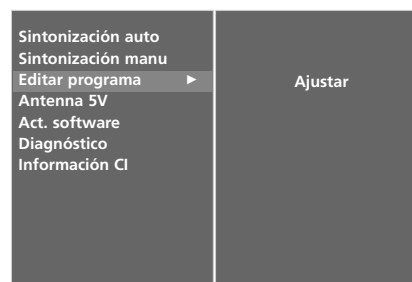 Sintonización auto
Sintonización manu
Editar programa ►
Ajustar
Antenna 5V
Act. software
Diagnóstico
Información CI